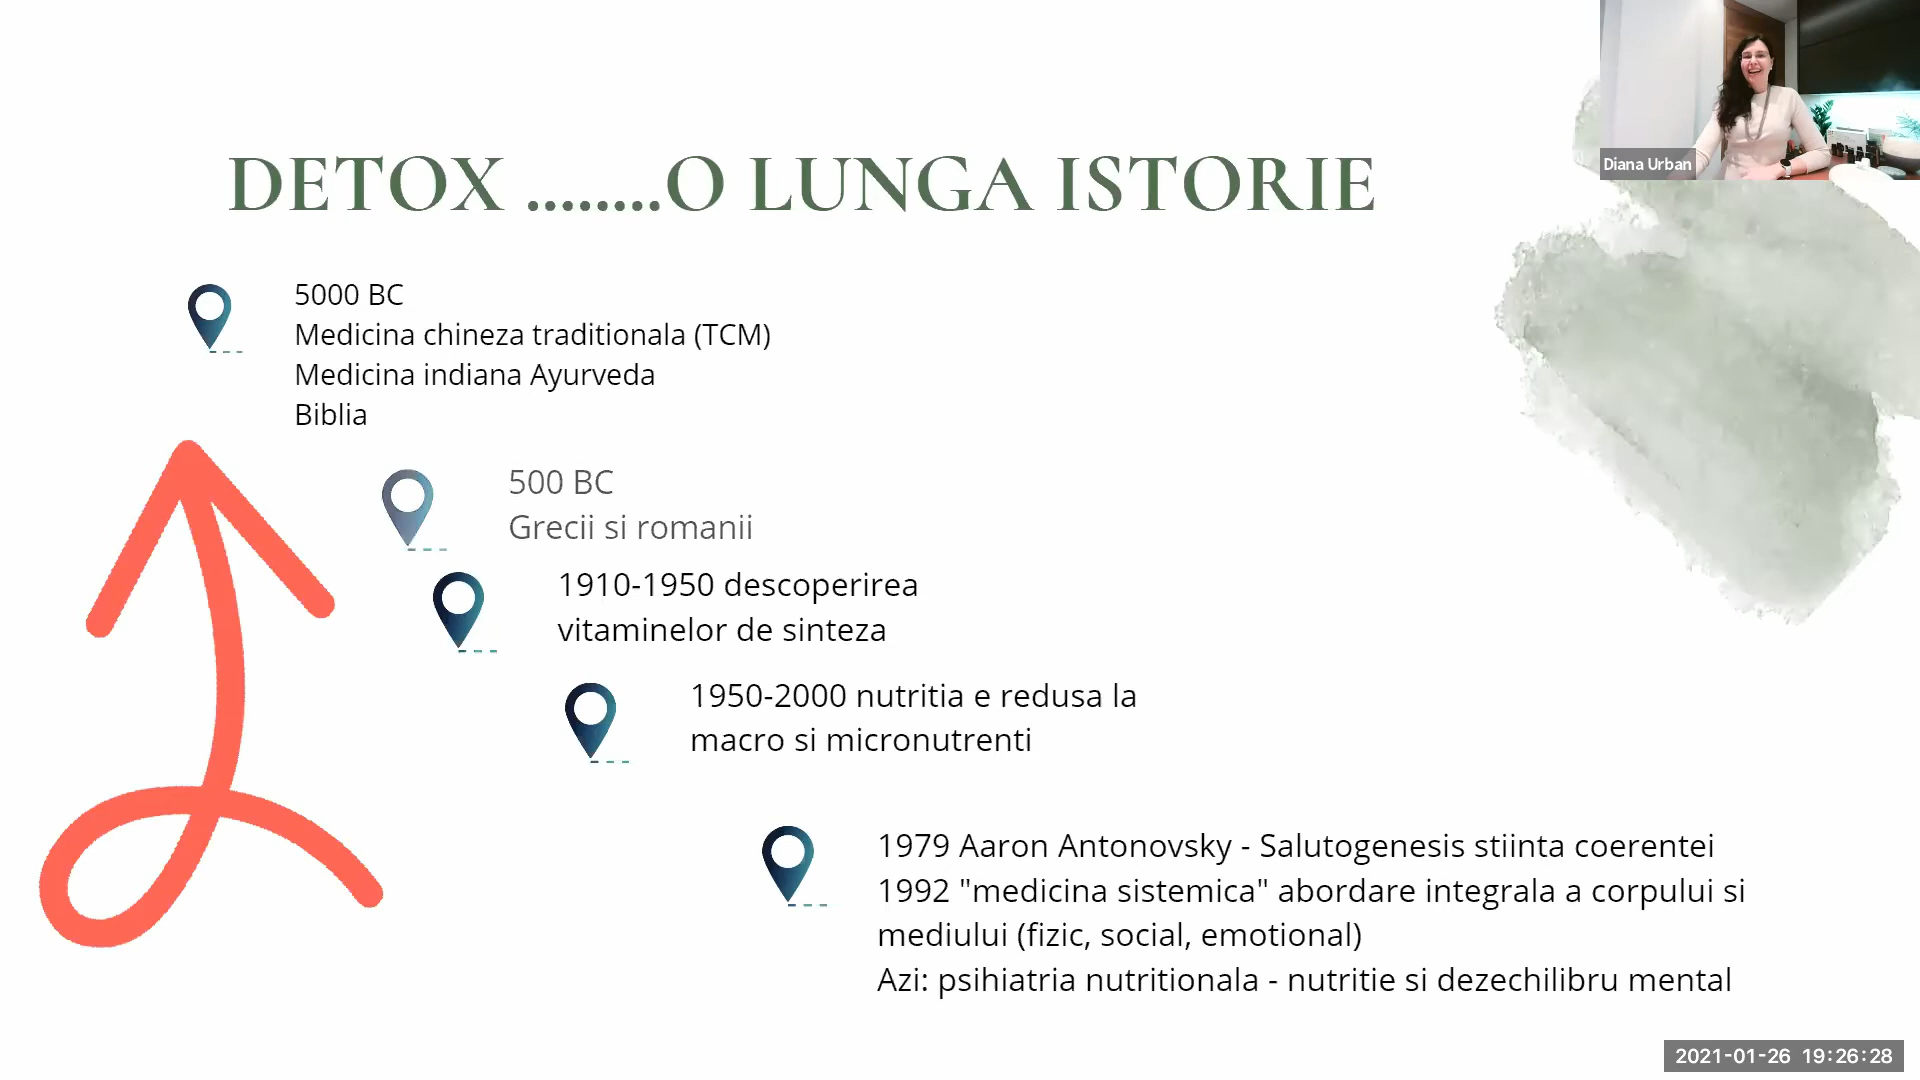 Diana Urban
DETOX ........O LUNGA ISTORIE
5000 BC
Medicina chineza traditionala (TCM)
Medicina indiana Ayurveda
Biblia
500 BC
Grecii si romanii
1910-1950 descoperirea
vitaminelor de sinteza
1950-2000 nutritia e redusa la
macro si micronutrenti
1979 Aaron Antonovsky - Salutogenesis stiinta coerentei
1992 "medicina sistemica" abordare integrala a corpului si
mediului (fizic, social, emotional)
Azi: psihiatria nutritionala - nutritie si dezechilibru mental
2021-01-26 19:26:28